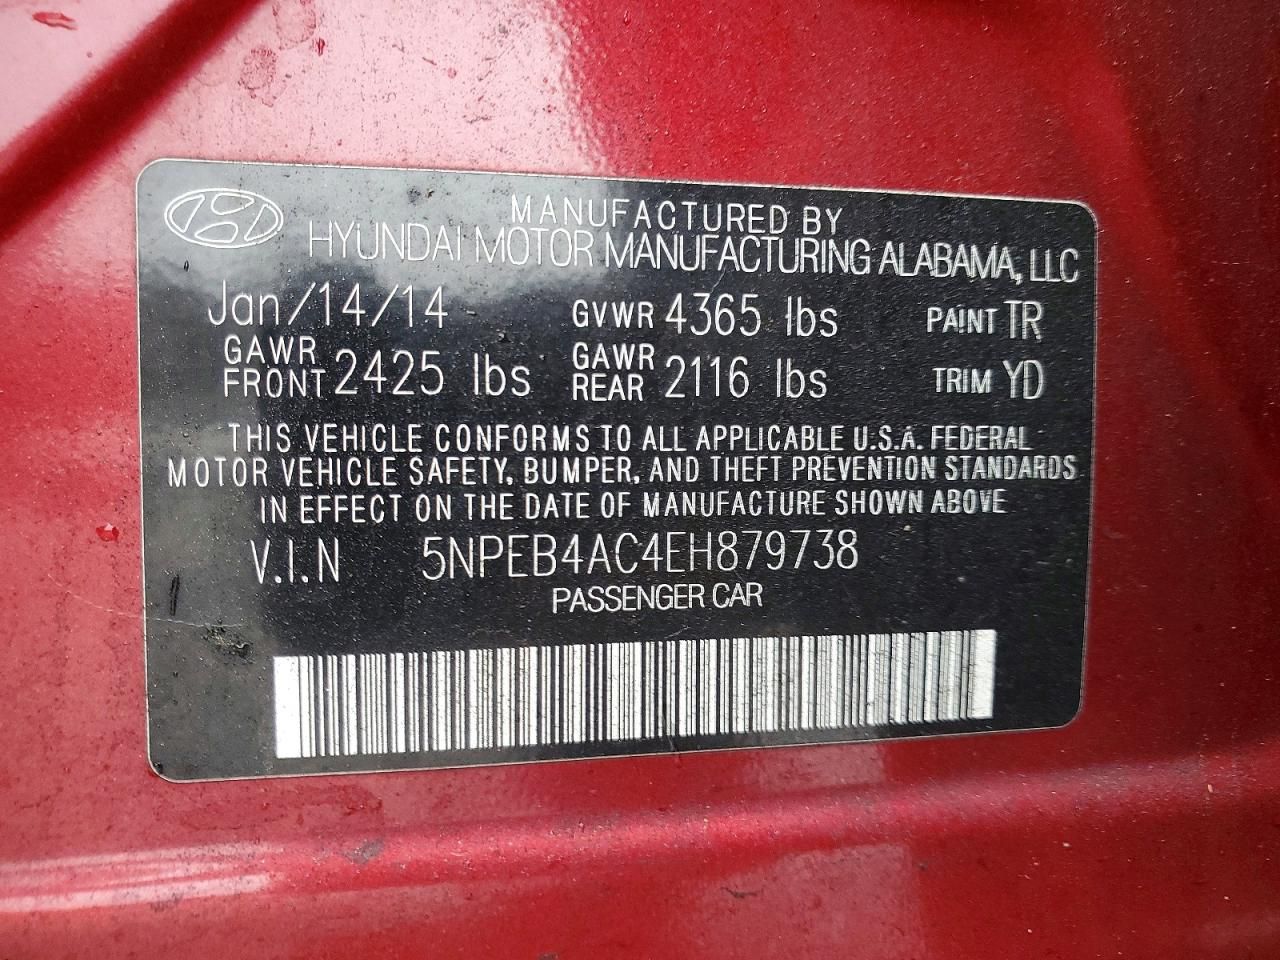 MANUFACTURED BY
HYUNDAI MOTOR MANUFACTURING ALABAMA, LLC
Jan/14/14 GVWR 4365 lbs PAINT TR
GAWR FRONT 2425 lbs GAWR REAR 2116 lbs TRIM YD
THIS VEHICLE CONFORMS TO ALL APPLICABLE U.S.A. FEDERAL
MOTOR VEHICLE SAFETY, BUMPER, AND THEFT PREVENTION STANDARDS
IN EFFECT ON THE DATE OF MANUFACTURE SHOWN ABOVE
V.I.N 5NPEB4AC4EH879738
PASSENGER CAR